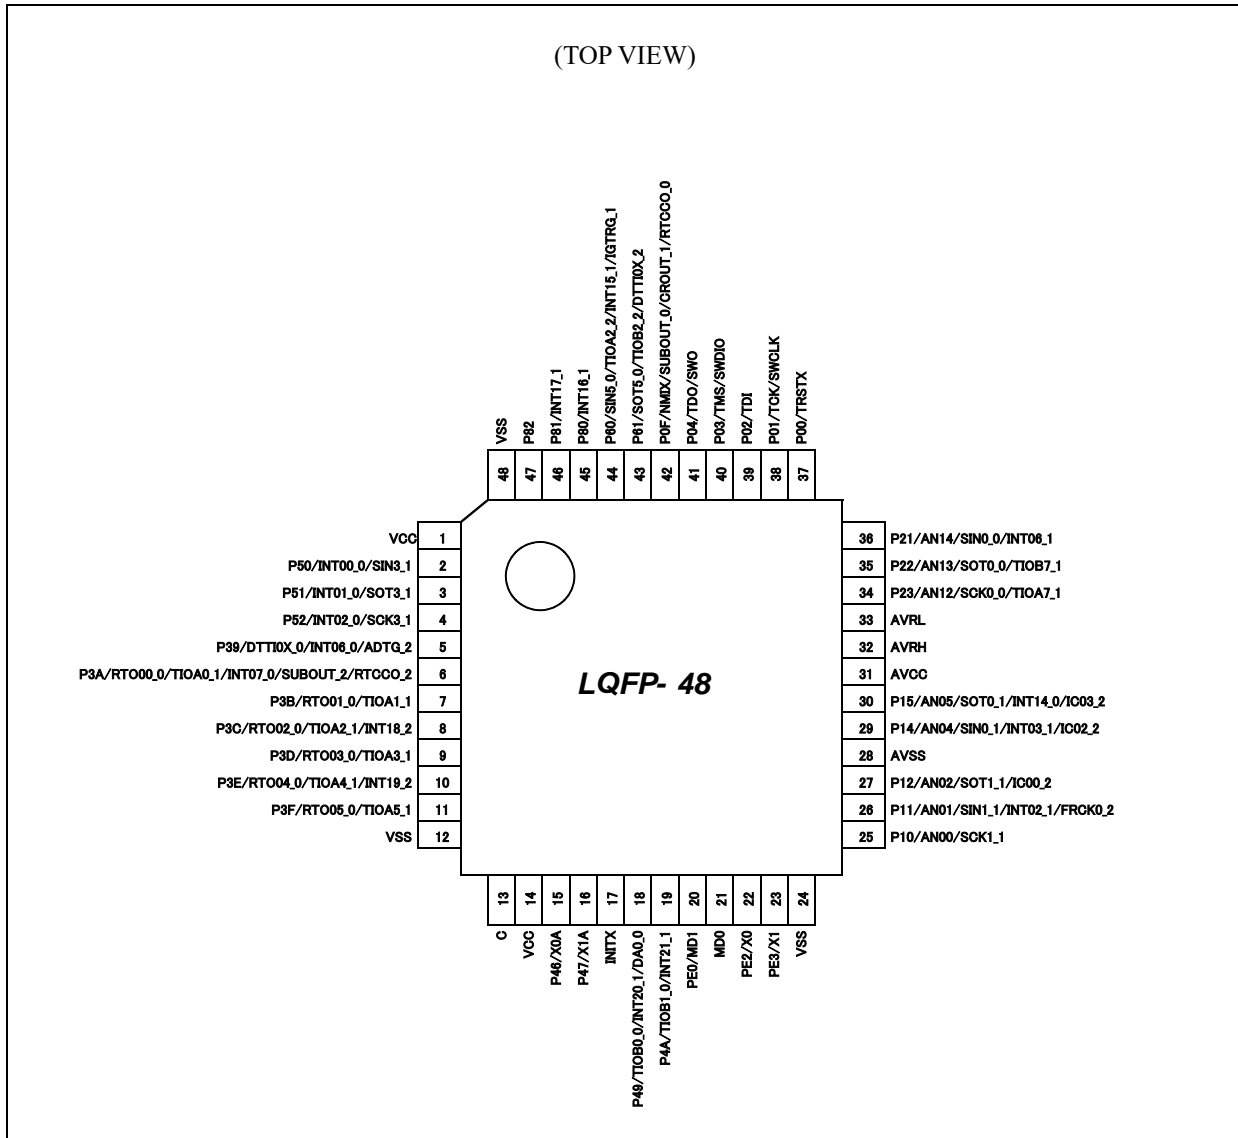 (TOP VIEW)
VSS
P82
P81/INT17_1
P80/INT16_1
P60/SIN5_0/TIOA2_2/INT15_1/IGTRG_1
P61/SOT5_0/TIOB2_2/DTTI0X_2
P0F/NMIX/SUBOUT_0/CROUT_1/RTCCO_0
P04/TDO/SWO
P03/TMS/SWDIO
P02/TDI
P01/TCK/SWCLK
P00/TRSTX
48 47 46 45 44 43 42 41 40 39 38 37
VCC 1
P50/INT00_0/SIN3_1 2
P51/INT01_0/SOT3_1 3
P52/INT02_0/SCK3_1 4
P39/DTTI0X_0/INT06_0/ADTG_2 5
P3A/RTO00_0/TIOA0_1/INT07_0/SUBOUT_2/RTCCO_2 6
P3B/RTO01_0/TIOA1_1 7
P3C/RTO02_0/TIOA2_1/INT18_2 8
P3D/RTO03_0/TIOA3_1 9
P3E/RTO04_0/TIOA4_1/INT19_2 10
P3F/RTO05_0/TIOA5_1 11
VSS 12
LQFP- 48
36 P21/AN14/SIN0_0/INT06_1
35 P22/AN13/SOT0_0/TIOB7_1
34 P23/AN12/SCK0_0/TIOA7_1
33 AVRL
32 AVRH
31 AVCC
30 P15/AN05/SOT0_1/INT14_0/IC03_2
29 P14/AN04/SIN0_1/INT03_1/IC02_2
28 AVSS
27 P12/AN02/SOT1_1/IC00_2
26 P11/AN01/SIN1_1/INT02_1/FRCK0_2
25 P10/AN00/SCK1_1
13 14 15 16 17 18 19 20 21 22 23 24
C
VCC
P46/X0A
P47/X1A
INITX
P49/TIOB0_0/INT20_1/DA0_0
P4A/TIOB1_0/INT21_1
PE0/MD1
MD0
PE2/X0
PE3/X1
VSS